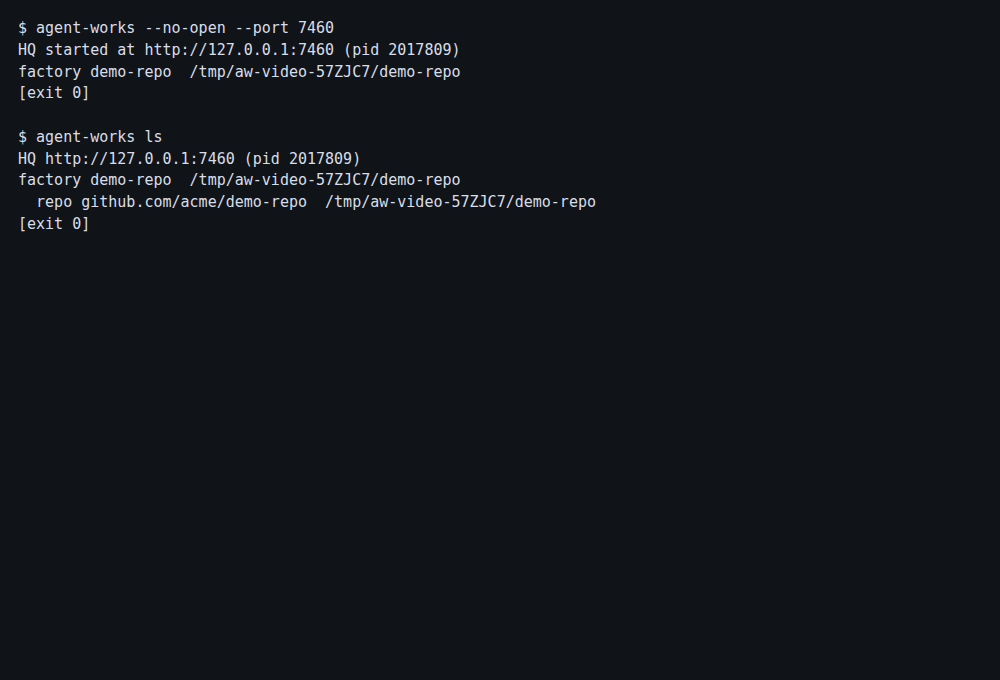 $ agent-works --no-open --port 7460
HQ started at http://127.0.0.1:7460 (pid 2017809)
factory demo-repo  /tmp/aw-video-57ZJC7/demo-repo
[exit 0]

$ agent-works ls
HQ http://127.0.0.1:7460 (pid 2017809)
factory demo-repo  /tmp/aw-video-57ZJC7/demo-repo
  repo github.com/acme/demo-repo  /tmp/aw-video-57ZJC7/demo-repo
[exit 0]